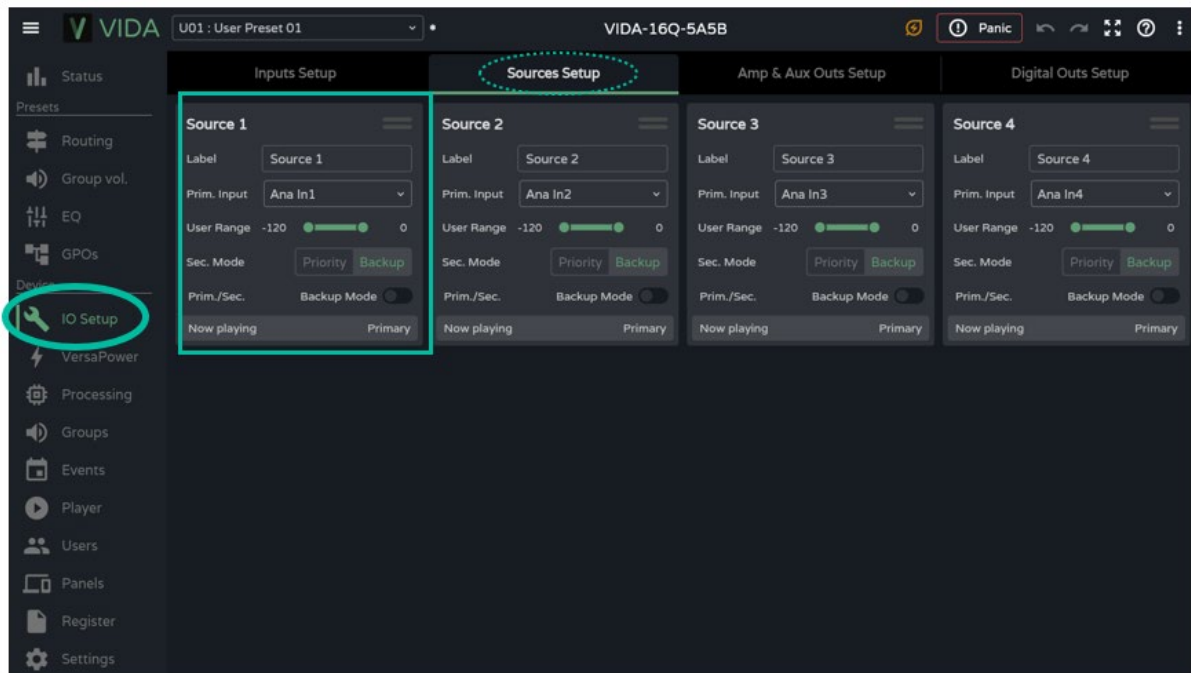 VIDA U01 : User Preset 01 VIDA-16Q-5A5B Panic
Status
Presets
Routing
Group vol.
EQ
GPOs
Device
IO Setup
VersaPower
Processing
Groups
Events
Player
Users
Panels
Register
Settings
Inputs Setup Sources Setup Amp & Aux Outs Setup Digital Outs Setup
Source 1
Label Source 1
Prim. Input Ana In1
User Range -120 0
Sec. Mode Priority Backup
Prim./Sec. Backup Mode
Now playing Primary
Source 2
Label Source 2
Prim. Input Ana In2
User Range -120 0
Sec. Mode Priority Backup
Prim./Sec. Backup Mode
Now playing Primary
Source 3
Label Source 3
Prim. Input Ana In3
User Range -120 0
Sec. Mode Priority Backup
Prim./Sec. Backup Mode
Now playing Primary
Source 4
Label Source 4
Prim. Input Ana In4
User Range -120 0
Sec. Mode Priority Backup
Prim./Sec. Backup Mode
Now playing Primary